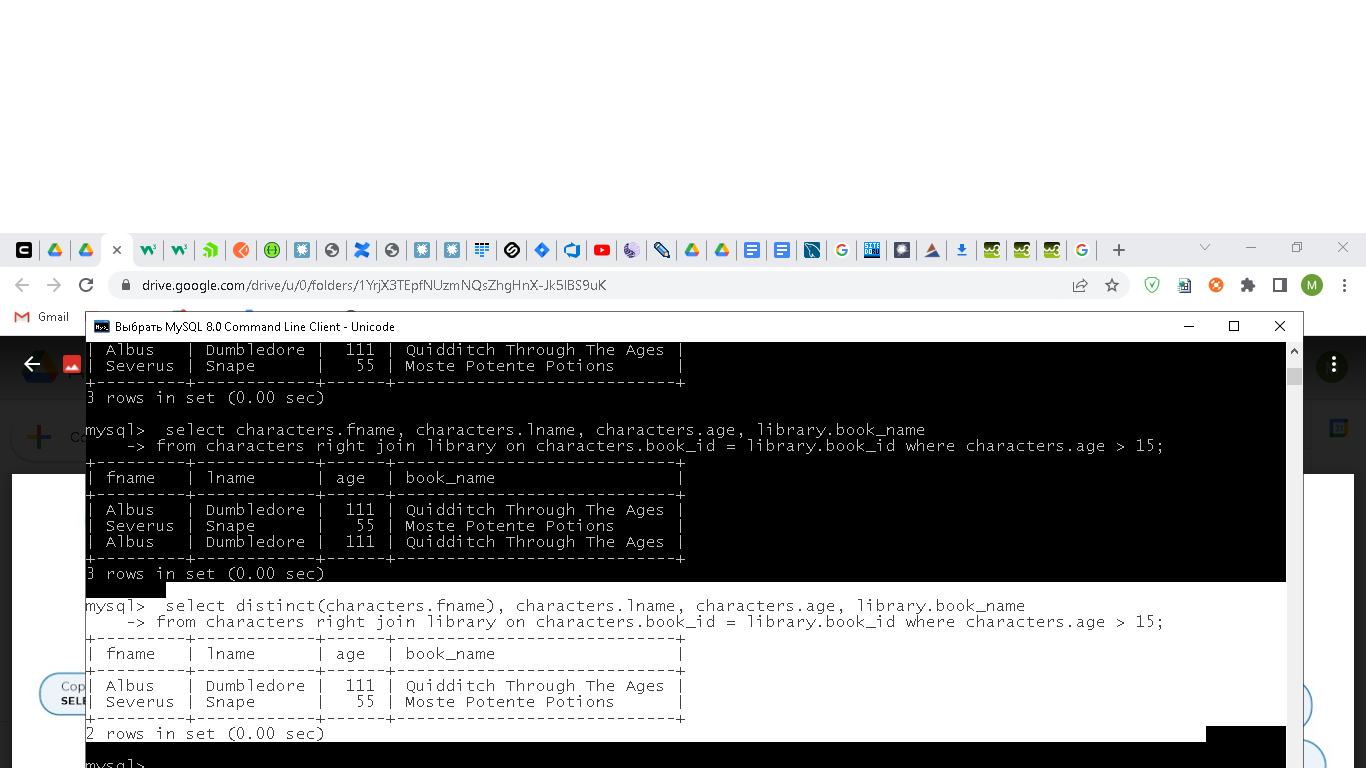 drive.google.com/drive/u/0/folders/1YrjX3TEpfNUzmNQsZhgHnX-Jk5IBS9uK
M
Gmail
Выбрать MySQL 8.0 Command Line Client - Unicode
| Albus | Dumbledore | 111 | Quidditch Through The Ages |
| Severus | Snape | 55 | Moste Potente Potions |
+---------+------------+------+----------------------------+
3 rows in set (0.00 sec)
mysql> select characters.fname, characters.lname, characters.age, library.book_name
-> from characters right join library on characters.book_id = library.book_id where characters.age > 15;
+---------+------------+------+----------------------------+
| fname | lname | age | book_name |
+---------+------------+------+----------------------------+
| Albus | Dumbledore | 111 | Quidditch Through The Ages |
| Severus | Snape | 55 | Moste Potente Potions |
| Albus | Dumbledore | 111 | Quidditch Through The Ages |
+---------+------------+------+----------------------------+
3 rows in set (0.00 sec)
mysql> select distinct(characters.fname), characters.lname, characters.age, library.book_name
-> from characters right join library on characters.book_id = library.book_id where characters.age > 15;
+---------+------------+------+----------------------------+
| fname | lname | age | book_name |
+---------+------------+------+----------------------------+
| Albus | Dumbledore | 111 | Quidditch Through The Ages |
| Severus | Snape | 55 | Moste Potente Potions |
+---------+------------+------+----------------------------+
2 rows in set (0.00 sec)
mysql>